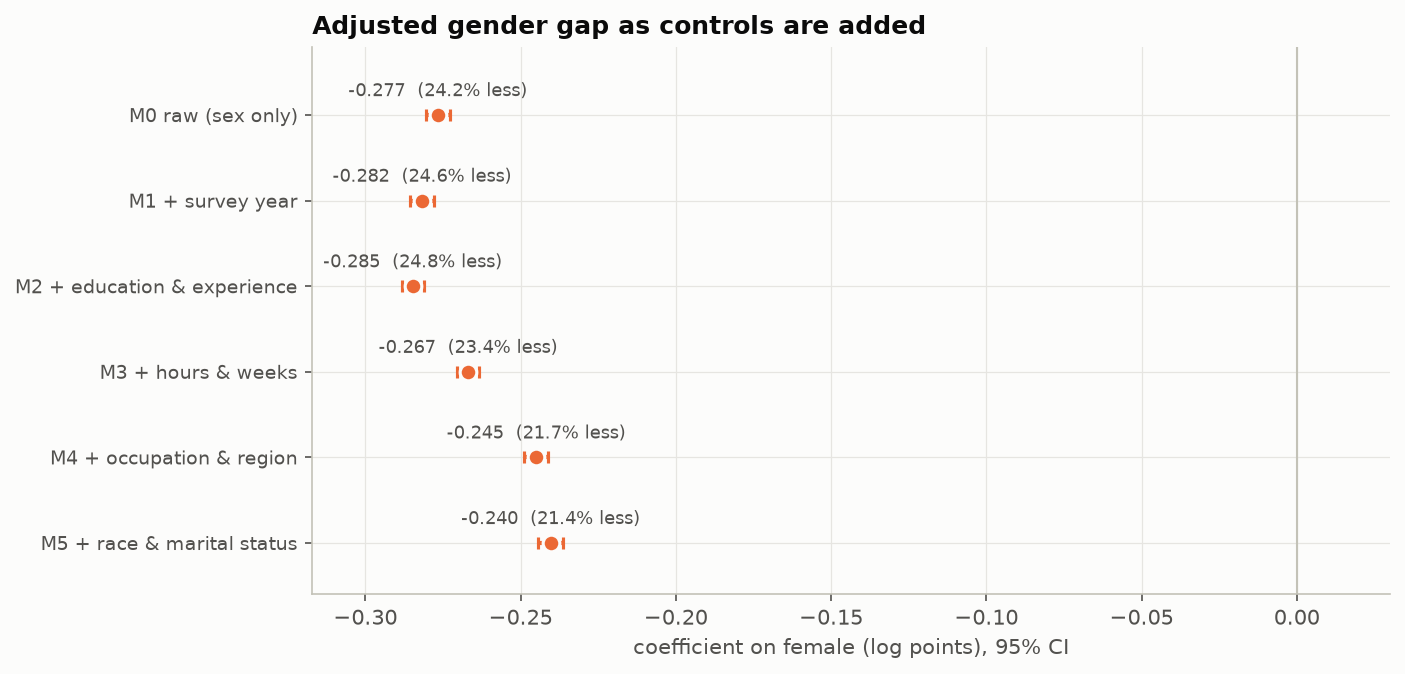 Adjusted gender gap as controls are added
-0.277 (24.2% less)
M0 raw (sex only)
-0.282 (24.6% less)
M1 + survey year
-0.285 (24.8% less)
M2 + education & experience
-0.267 (23.4% less)
M3 + hours & weeks
-0.245 (21.7% less)
M4 + occupation & region
-0.240 (21.4% less)
M5 + race & marital status
−0.30 −0.25 −0.20 −0.15 −0.10 −0.05 0.00
coefficient on female (log points), 95% CI